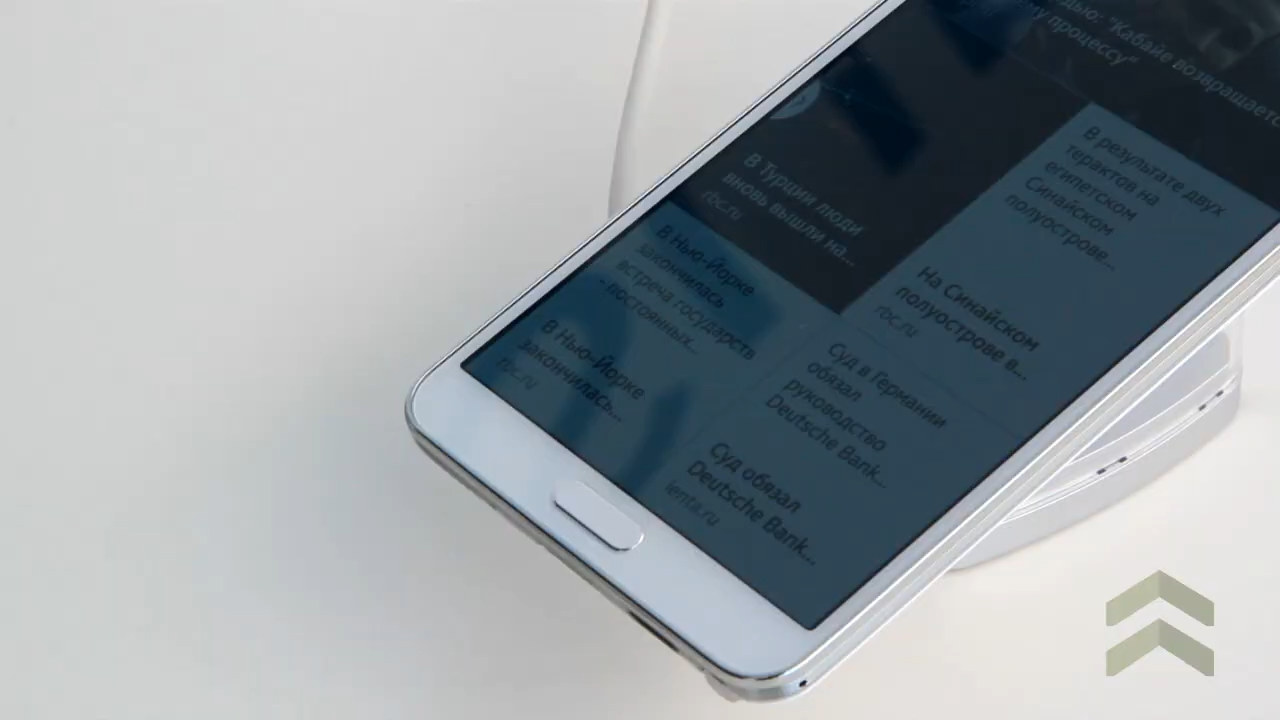 дью: "Кабайе возвращаетс
му процессу"
В Турции люди
вновь вышли на...
rbc.ru
В результате двух
терактов на
египетском
Синайском
полуострове...
На Синайском
полуострове в...
rbc.ru
В Нью-Йорке
закончилась
встреча государств
- постоянных...
В Нью-Йорке
закончилась...
rbc.ru
Суд в Германии
обязал
руководство
Deutsche Bank...
Суд обязал
Deutsche Bank...
lenta.ru